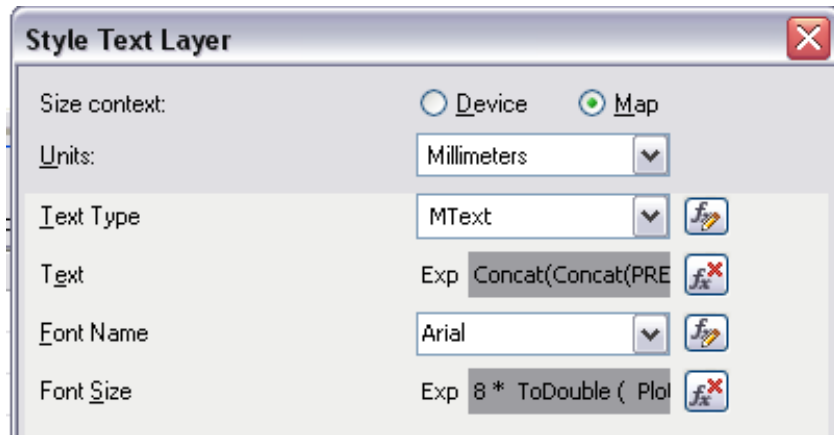 Style Text Layer
Size context: Device Map
Units: Millimeters
Text Type MText
Text Exp Concat(Concat(PRE
Font Name Arial
Font Size Exp 8 * ToDouble ( Plot